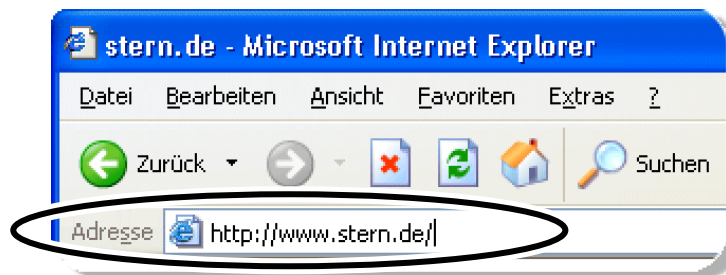 stern.de - Microsoft Internet Explorer
Datei Bearbeiten Ansicht Favoriten Extras ?
Zurück Suchen
Adresse http://www.stern.de/